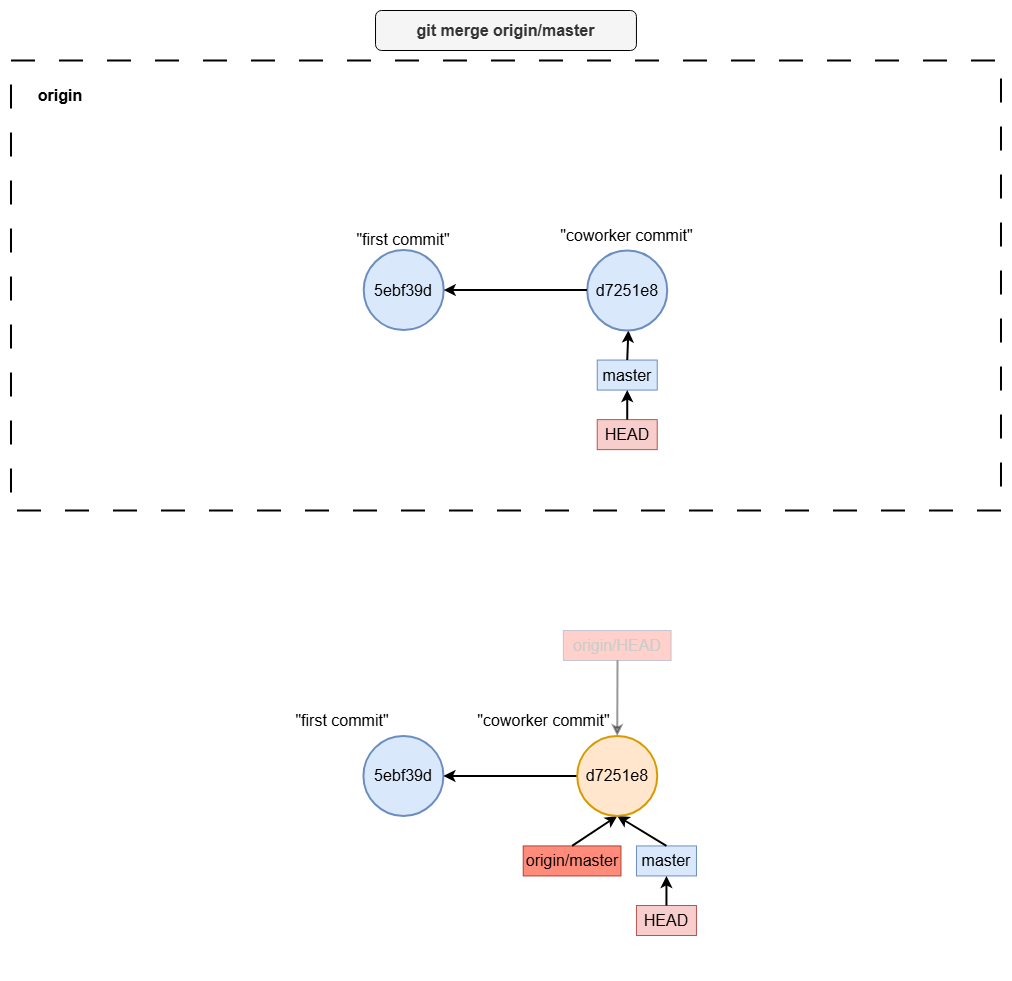 git merge origin/master
origin
"first commit"
"coworker commit"
5ebf39d
d7251e8
master
HEAD
origin/HEAD
"first commit"
"coworker commit"
5ebf39d
d7251e8
origin/master
master
HEAD